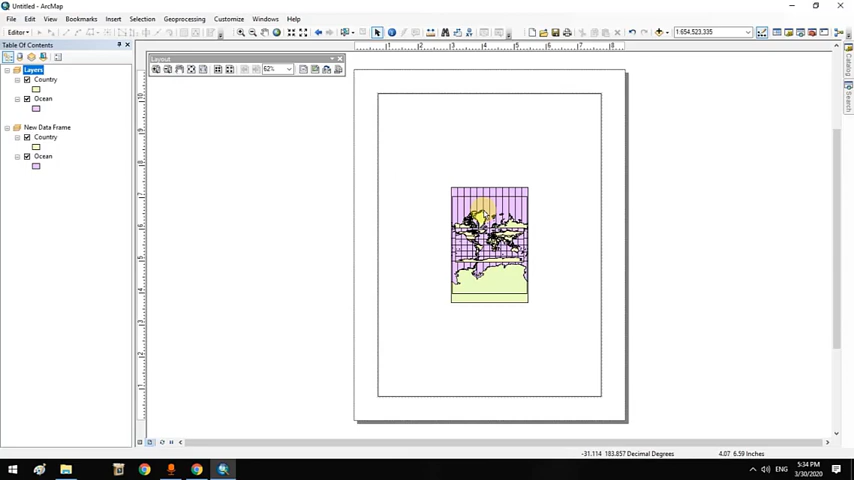 Untitled - ArcMap
File Edit View Bookmarks Insert Selection Geoprocessing Customize Windows Help
Editor
1:654,523,335
Table Of Contents
Layers
Country
Ocean
New Data Frame
Country
Ocean
Layout
62%
Catalog
Search
-31.114 183.857 Decimal Degrees
4.07 6.59 Inches
ENG
5:34 PM
3/30/2020